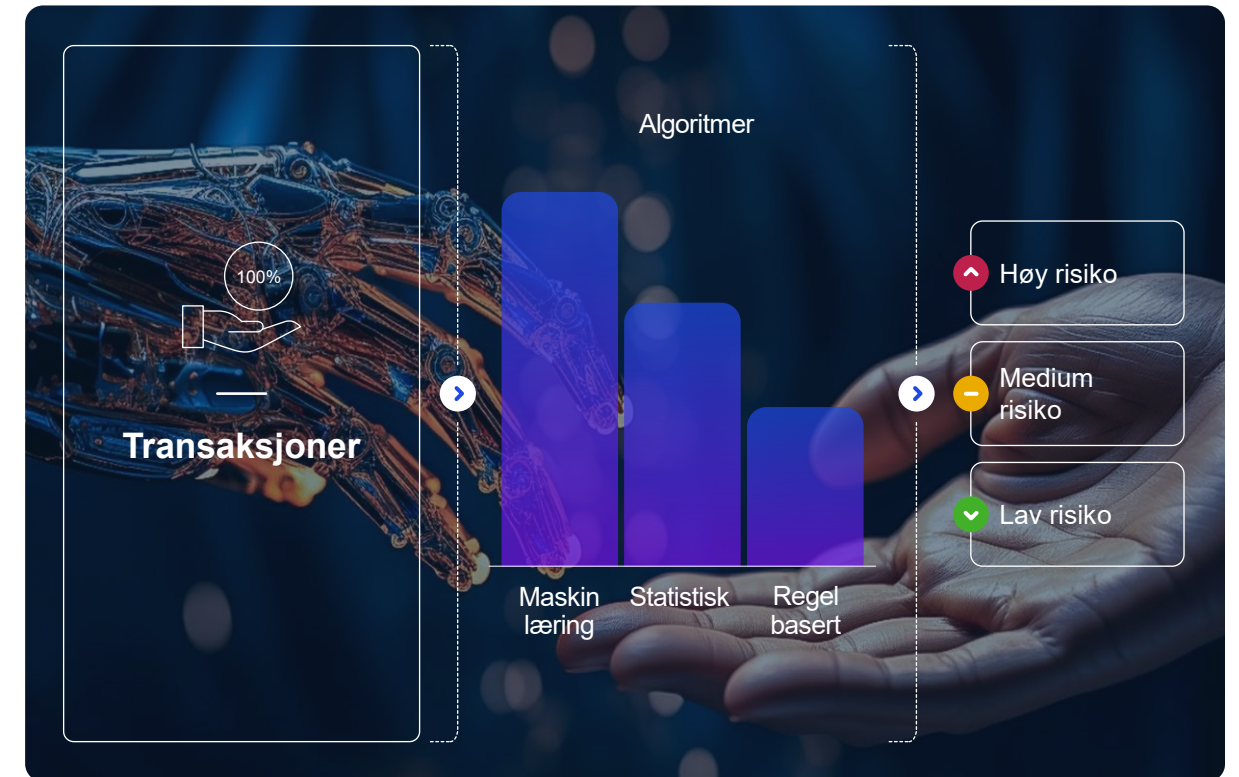 100%
Transaksjoner
Algoritmer
Maskin
læring
Statistisk
Regel
basert
Høy risiko
Medium
risiko
Lav risiko